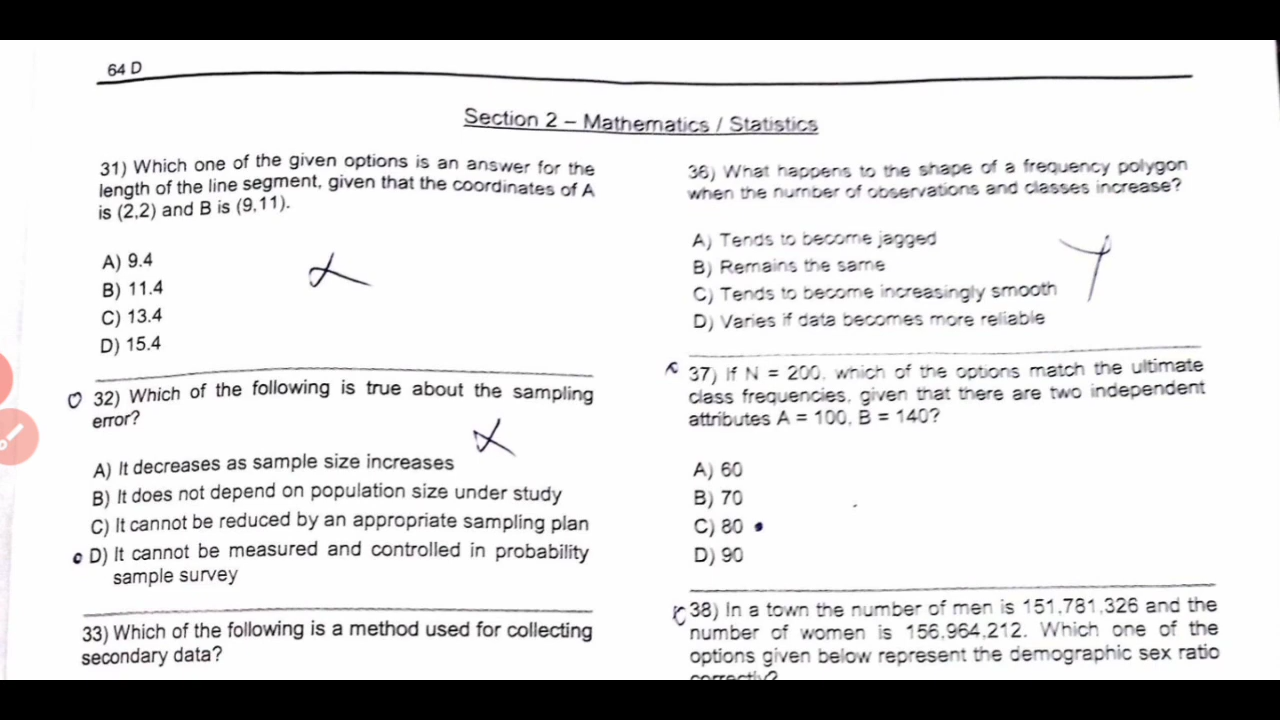 64 D
Section 2 – Mathematics / Statistics
31) Which one of the given options is an answer for the
length of the line segment, given that the coordinates of A
is (2,2) and B is (9,11).
A) 9.4
B) 11.4
C) 13.4
D) 15.4
32) Which of the following is true about the sampling
error?
A) It decreases as sample size increases
B) It does not depend on population size under study
C) It cannot be reduced by an appropriate sampling plan
D) It cannot be measured and controlled in probability
sample survey
33) Which of the following is a method used for collecting
secondary data?
36) What happens to the shape of a frequency polygon
when the number of observations and classes increase?
A) Tends to become jagged
B) Remains the same
C) Tends to become increasingly smooth
D) Varies if data becomes more reliable
37) If N = 200, which of the options match the ultimate
class frequencies, given that there are two independent
attributes A = 100, B = 140?
A) 60
B) 70
C) 80
D) 90
38) In a town the number of men is 151,781,326 and the
number of women is 156,964,212. Which one of the
options given below represent the demographic sex ratio
correctly?